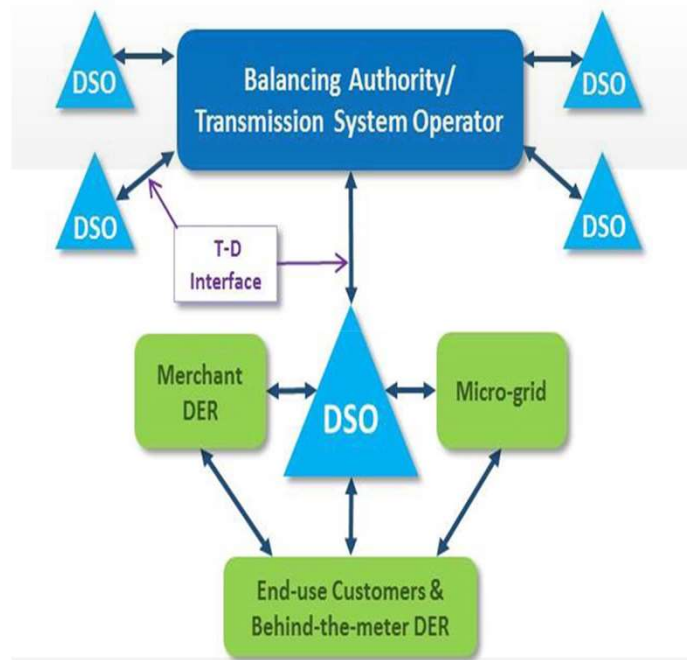 DSO
Balancing Authority/
Transmission System Operator
DSO
DSO
DSO
T-D
Interface
Merchant
DER
DSO
Micro-grid
End-use Customers &
Behind-the-meter DER